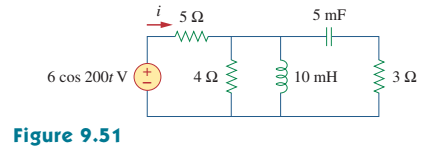 i 5 Ω 5 mF
6 cos 200t V + 4 Ω 10 mH 3 Ω
Figure 9.51